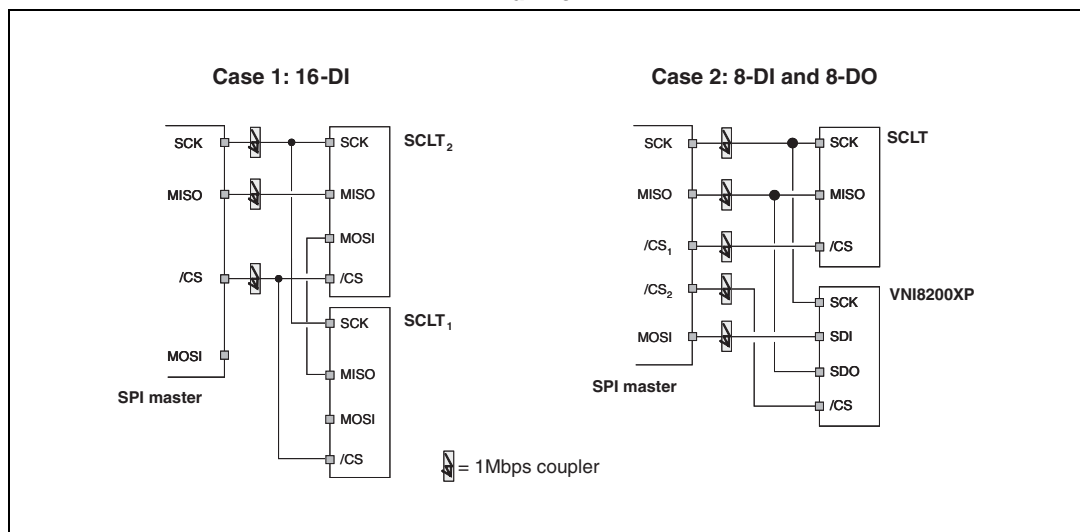 Case 1: 16-DI
SCK
MISO
/CS
MOSI
SPI master
SCK
MISO
MOSI
/CS
SCLT2
SCK
MISO
MOSI
/CS
SCLT1
= 1Mbps coupler
Case 2: 8-DI and 8-DO
SCK
MISO
/CS1
/CS2
MOSI
SPI master
SCK
MISO
/CS
SCLT
SCK
SDI
SDO
/CS
VNI8200XP